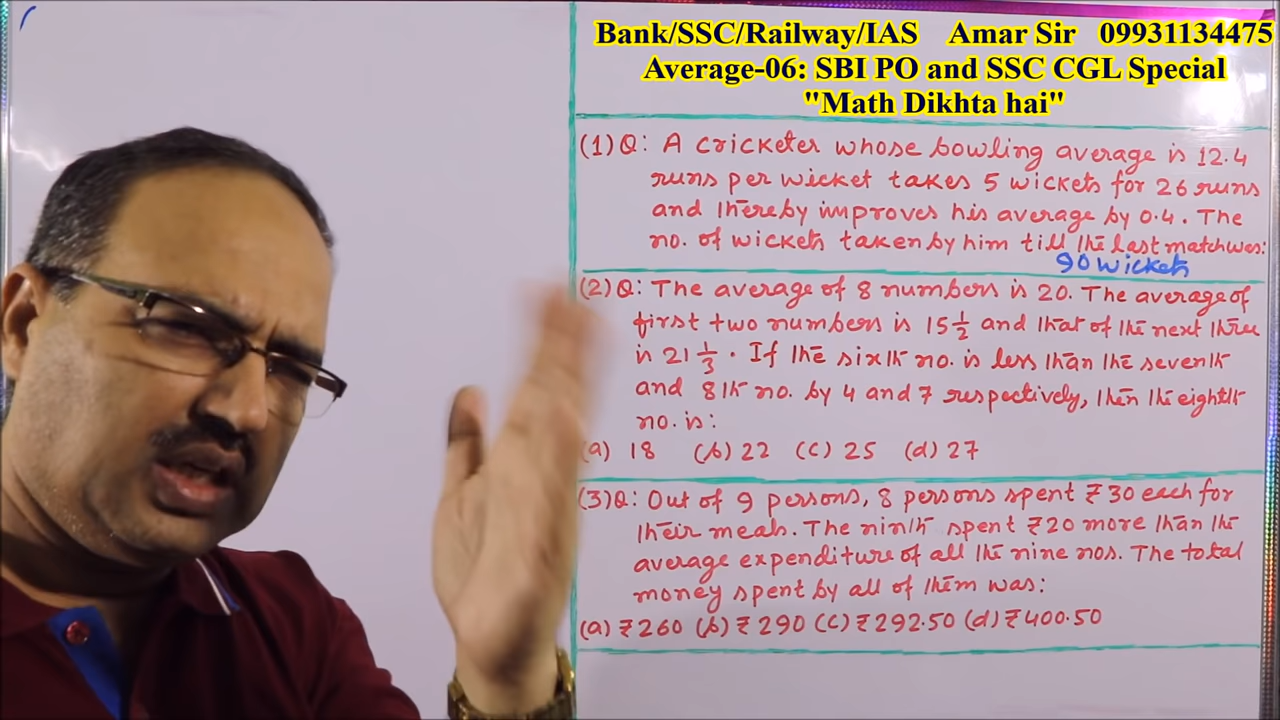 Bank/SSC/Railway/IAS Amar Sir 09931134475
Average-06: SBI PO and SSC CGL Special
"Math Dikhta hai"
(1) Q: A cricketer whose bowling average is 12.4
runs per wicket takes 5 wickets for 26 runs
and thereby improves his average by 0.4. The
no. of wickets taken by him till the last match was:
90 wickets
(2) Q: The average of 8 numbers is 20. The average of
first two numbers is 15 1/2 and that of the next three
is 21 1/3. If the sixth no. is less than the seventh
and 8th no. by 4 and 7 respectively, then the eighth
no. is:
(a) 18 (b) 22 (c) 25 (d) 27
(3) Q: Out of 9 persons, 8 persons spent ₹30 each for
their meals. The ninth spent ₹20 more than the
average expenditure of all the nine nos. The total
money spent by all of them was:
(a) ₹260 (b) ₹290 (c) ₹292.50 (d) ₹400.50